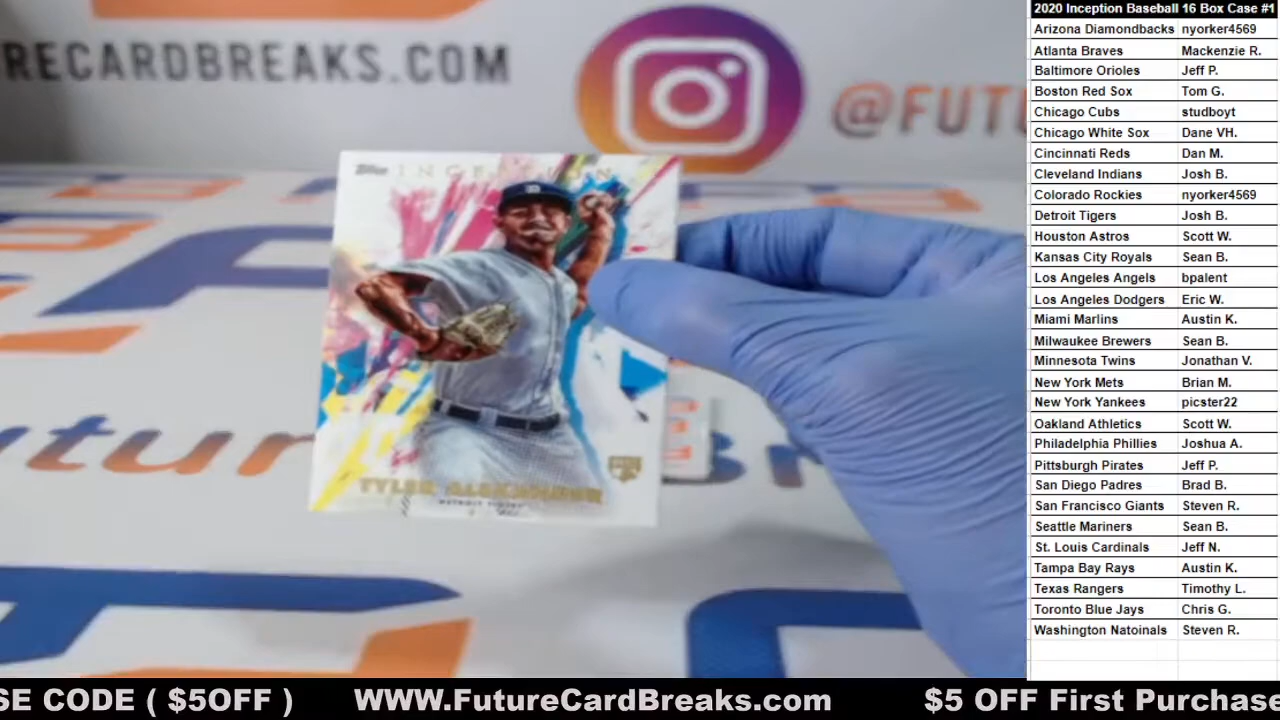 RECARDBREAKS.COM
@FUTU
Topps INCEPTION
TYLER ALEXANDER
DETROIT TIGERS
2020 Inception Baseball 16 Box Case #1
Arizona Diamondbacks nyorker4569
Atlanta Braves Mackenzie R.
Baltimore Orioles Jeff P.
Boston Red Sox Tom G.
Chicago Cubs studboyt
Chicago White Sox Dane VH.
Cincinnati Reds Dan M.
Cleveland Indians Josh B.
Colorado Rockies nyorker4569
Detroit Tigers Josh B.
Houston Astros Scott W.
Kansas City Royals Sean B.
Los Angeles Angels bpalent
Los Angeles Dodgers Eric W.
Miami Marlins Austin K.
Milwaukee Brewers Sean B.
Minnesota Twins Jonathan V.
New York Mets Brian M.
New York Yankees picster22
Oakland Athletics Scott W.
Philadelphia Phillies Joshua A.
Pittsburgh Pirates Jeff P.
San Diego Padres Brad B.
San Francisco Giants Steven R.
Seattle Mariners Sean B.
St. Louis Cardinals Jeff N.
Tampa Bay Rays Austin K.
Texas Rangers Timothy L.
Toronto Blue Jays Chris G.
Washington Natoinals Steven R.
SE CODE ( $5OFF ) WWW.FutureCardBreaks.com $5 OFF First Purchase